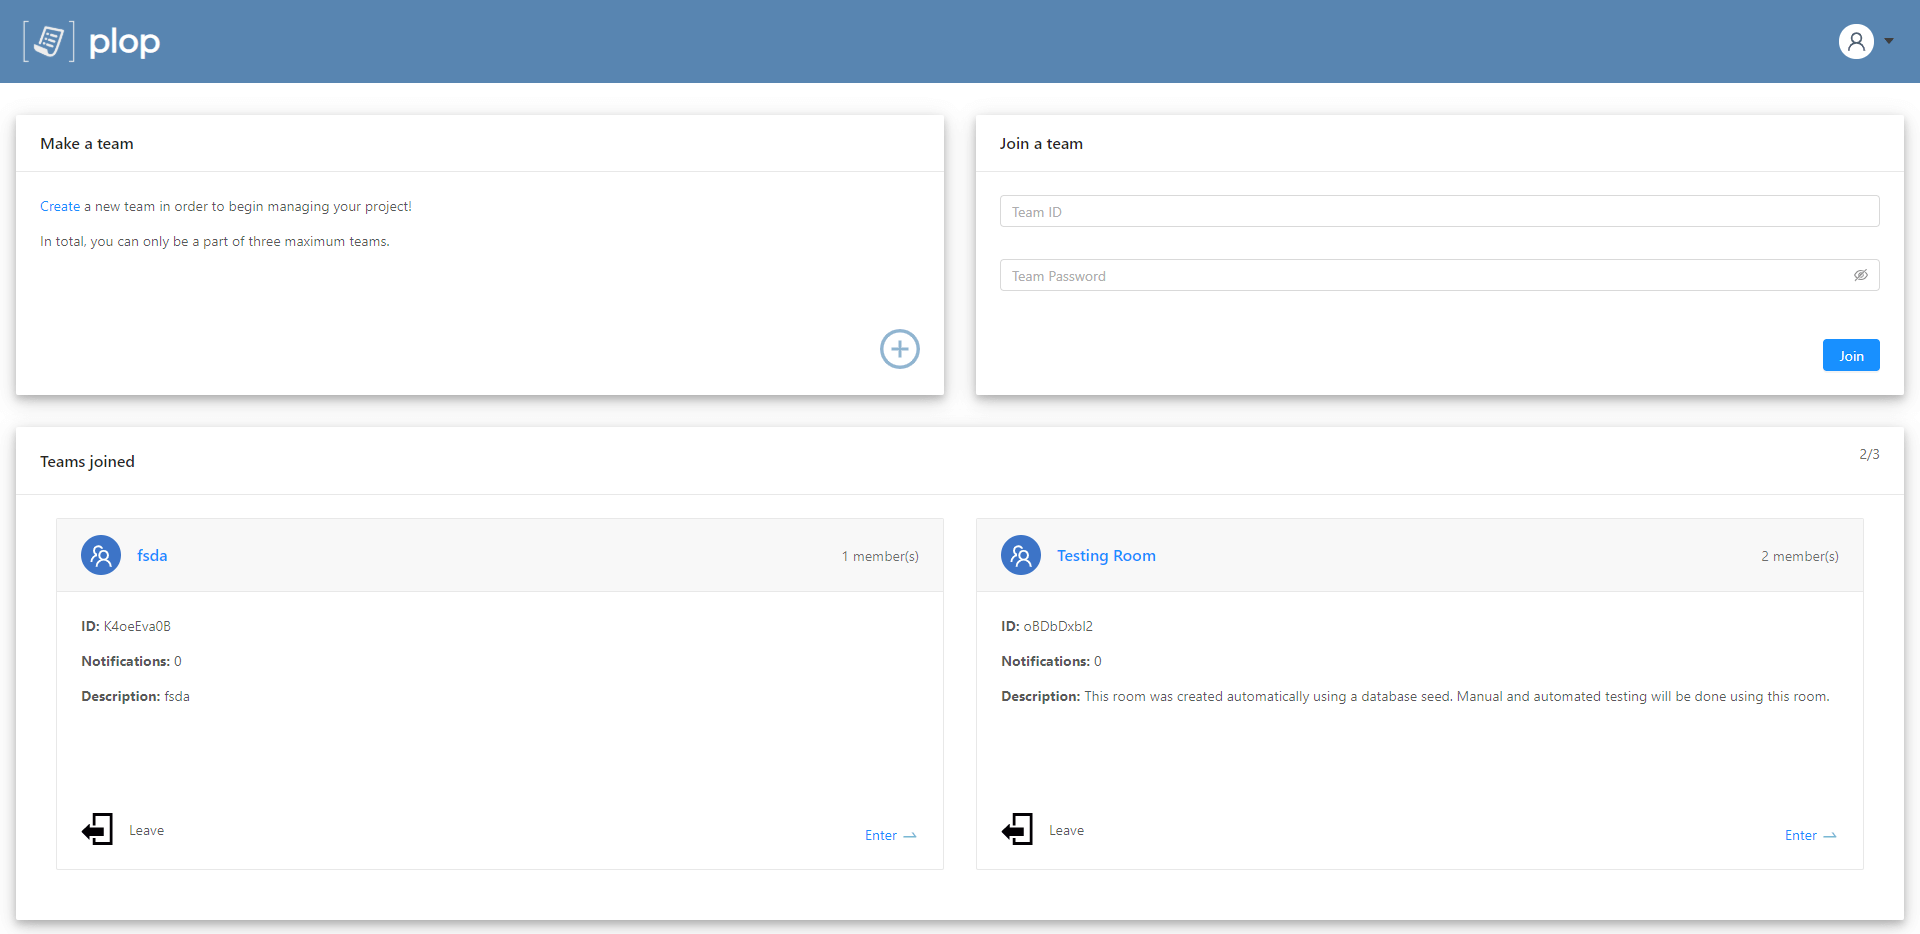 plop
Make a team
Create a new team in order to begin managing your project!
In total, you can only be a part of three maximum teams.
Join a team
Team ID
Team Password
Join
Teams joined
2/3
fsda
1 member(s)
ID: K4oeEva0B
Notifications: 0
Description: fsda
Leave
Enter
Testing Room
2 member(s)
ID: oBDbDxbI2
Notifications: 0
Description: This room was created automatically using a database seed. Manual and automated testing will be done using this room.
Leave
Enter